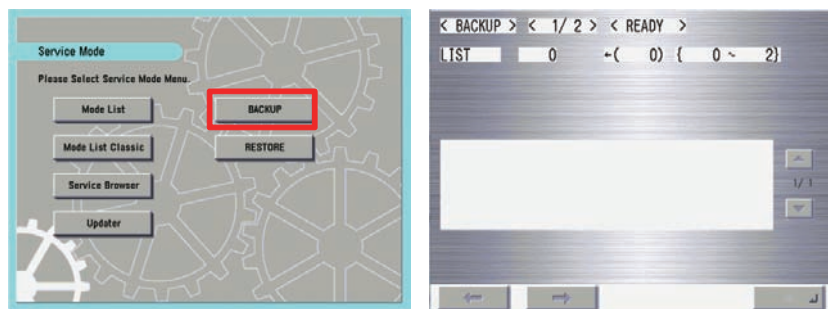 Service Mode
Please Select Service Mode Menu.
Mode List
BACKUP
Mode List Classic
RESTORE
Service Browser
Updater
< BACKUP > < 1/ 2 > < READY >
LIST 0 ←( 0) { 0 ~ 2}
1/ 1